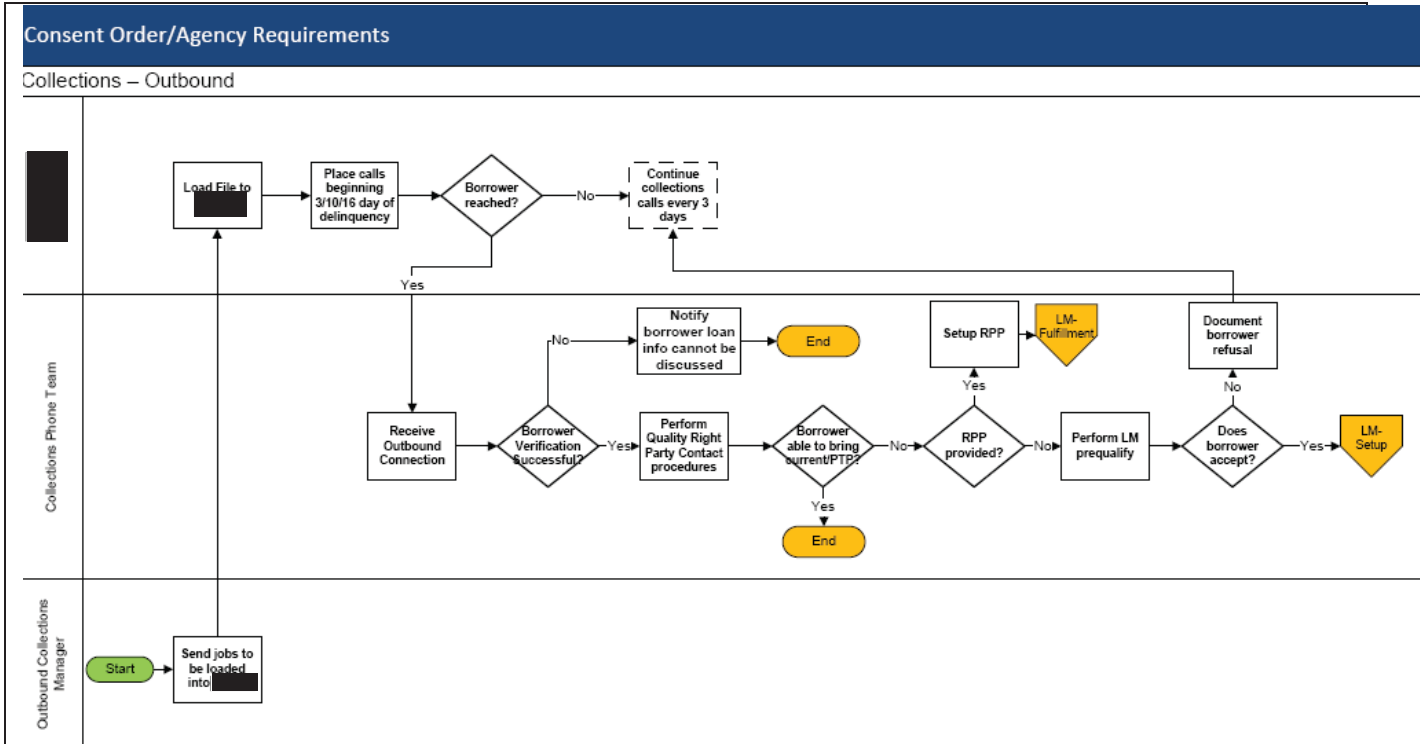 Consent Order/Agency Requirements
Collections – Outbound
Load File to
Place calls
beginning
3/10/16 day of
delinquency
Borrower
reached?
No
Continue
collections
calls every 3
days
Yes
Collections Phone Team
Receive
Outbound
Connection
Borrower
Verification
Successful?
No
Notify
borrower loan
info cannot be
discussed
End
Yes
Perform
Quality Right
Party Contact
procedures
Borrower
able to bring
current/PTP?
Yes
End
No
RPP
provided?
Yes
Setup RPP
LM-
Fulfillment
No
Perform LM
prequalify
Does
borrower
accept?
No
Document
borrower
refusal
Yes
LM-
Setup
Outbound Collections
Manager
Start
Send jobs to
be loaded
into